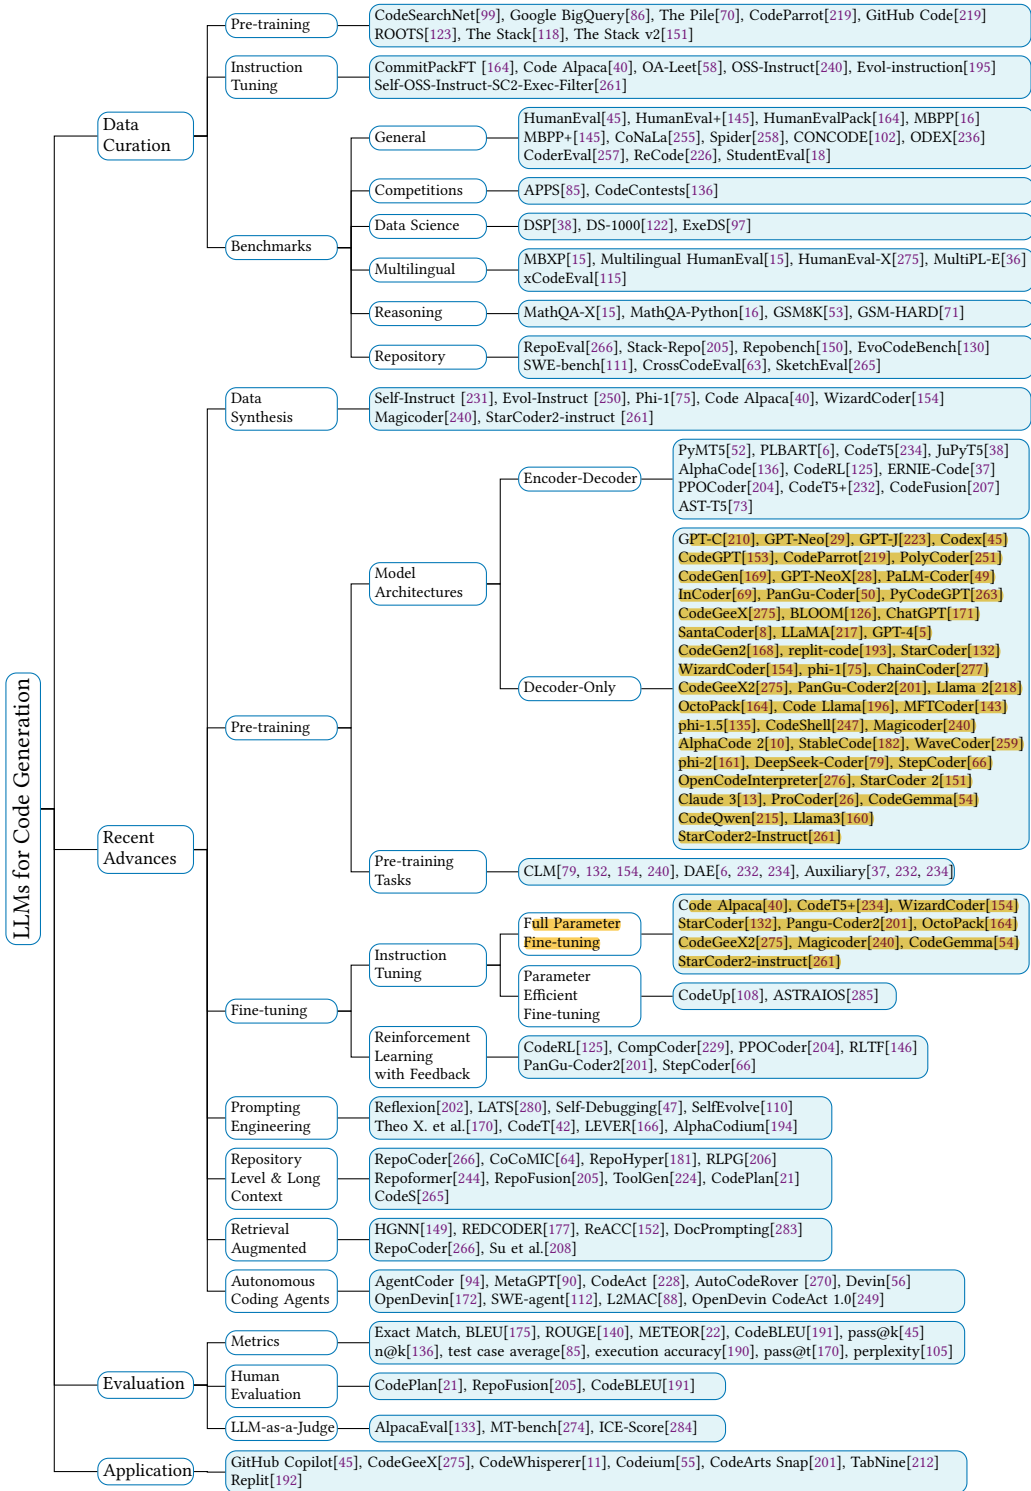 LLMs for Code Generation
Data
Curation
Pre-training
CodeSearchNet[99], Google BigQuery[86], The Pile[70], CodeParrot[219], GitHub Code[219]
ROOTS[123], The Stack[118], The Stack v2[151]
Instruction
Tuning
CommitPackFT [164], Code Alpaca[40], OA-Leet[58], OSS-Instruct[240], Evol-instruction[195]
Self-OSS-Instruct-SC2-Exec-Filter[261]
Benchmarks
General
HumanEval[45], HumanEval+[145], HumanEvalPack[164], MBPP[16]
MBPP+[145], CoNaLa[255], Spider[258], CONCODE[102], ODEX[236]
CoderEval[257], ReCode[226], StudentEval[18]
Competitions
APPS[85], CodeContests[136]
Data Science
DSP[38], DS-1000[122], ExeDS[97]
Multilingual
MBXP[15], Multilingual HumanEval[15], HumanEval-X[275], MultiPL-E[36]
xCodeEval[115]
Reasoning
MathQA-X[15], MathQA-Python[16], GSM8K[53], GSM-HARD[71]
Repository
RepoEval[266], Stack-Repo[205], Repobench[150], EvoCodeBench[130]
SWE-bench[111], CrossCodeEval[63], SketchEval[265]
Recent
Advances
Data
Synthesis
Self-Instruct [231], Evol-Instruct [250], Phi-1[75], Code Alpaca[40], WizardCoder[154]
Magicoder[240], StarCoder2-instruct [261]
Pre-training
Model
Architectures
Encoder-Decoder
PyMT5[52], PLBART[6], CodeT5[234], JuPyT5[38]
AlphaCode[136], CodeRL[125], ERNIE-Code[37]
PPOCoder[204], CodeT5+[232], CodeFusion[207]
AST-T5[73]
Decoder-Only
GPT-C[210], GPT-Neo[29], GPT-J[223], Codex[45]
CodeGPT[153], CodeParrot[219], PolyCoder[251]
CodeGen[169], GPT-NeoX[28], PaLM-Coder[49]
InCoder[69], PanGu-Coder[50], PyCodeGPT[263]
CodeGeeX[275], BLOOM[126], ChatGPT[171]
SantaCoder[8], LLaMA[217], GPT-4[5]
CodeGen2[168], replit-code[193], StarCoder[132]
WizardCoder[154], phi-1[75], ChainCoder[277]
CodeGeeX2[275], PanGu-Coder2[201], Llama 2[218]
OctoPack[164], Code Llama[196], MFTCoder[143]
phi-1.5[135], CodeShell[247], Magicoder[240]
AlphaCode 2[10], StableCode[182], WaveCoder[259]
phi-2[161], DeepSeek-Coder[79], StepCoder[66]
OpenCodeInterpreter[276], StarCoder 2[151]
Claude 3[13], ProCoder[26], CodeGemma[54]
CodeQwen[215], Llama3[160]
StarCoder2-Instruct[261]
Pre-training
Tasks
CLM[79, 132, 154, 240], DAE[6, 232, 234], Auxiliary[37, 232, 234]
Fine-tuning
Instruction
Tuning
Full Parameter
Fine-tuning
Code Alpaca[40], CodeT5+[234], WizardCoder[154]
StarCoder[132], Pangu-Coder2[201], OctoPack[164]
CodeGeeX2[275], Magicoder[240], CodeGemma[54]
StarCoder2-instruct[261]
Parameter
Efficient
Fine-tuning
CodeUp[108], ASTRAIOS[285]
Reinforcement
Learning
with Feedback
CodeRL[125], CompCoder[229], PPOCoder[204], RLTF[146]
PanGu-Coder2[201], StepCoder[66]
Prompting
Engineering
Reflexion[202], LATS[280], Self-Debugging[47], SelfEvolve[110]
Theo X. et al.[170], CodeT[42], LEVER[166], AlphaCodium[194]
Repository
Level & Long
Context
RepoCoder[266], CoCoMIC[64], RepoHyper[181], RLPG[206]
Repoformer[244], RepoFusion[205], ToolGen[224], CodePlan[21]
CodeS[265]
Retrieval
Augmented
HGNN[149], REDCODER[177], ReACC[152], DocPrompting[283]
RepoCoder[266], Su et al.[208]
Autonomous
Coding Agents
AgentCoder [94], MetaGPT[90], CodeAct [228], AutoCodeRover [270], Devin[56]
OpenDevin[172], SWE-agent[112], L2MAC[88], OpenDevin CodeAct 1.0[249]
Evaluation
Metrics
Exact Match, BLEU[175], ROUGE[140], METEOR[22], CodeBLEU[191], pass@k[45]
n@k[136], test case average[85], execution accuracy[190], pass@t[170], perplexity[105]
Human
Evaluation
CodePlan[21], RepoFusion[205], CodeBLEU[191]
LLM-as-a-Judge
AlpacaEval[133], MT-bench[274], ICE-Score[284]
Application
GitHub Copilot[45], CodeGeeX[275], CodeWhisperer[11], Codeium[55], CodeArts Snap[201], TabNine[212]
Replit[192]